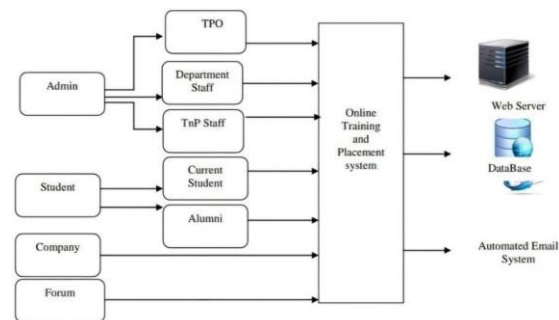 TPO
Admin
Department
Staff
TnP Staff
Student
Current
Student
Alumni
Company
Forum
Online
Training
and
Placement
system
Web Server
DataBase
Automated Email
System